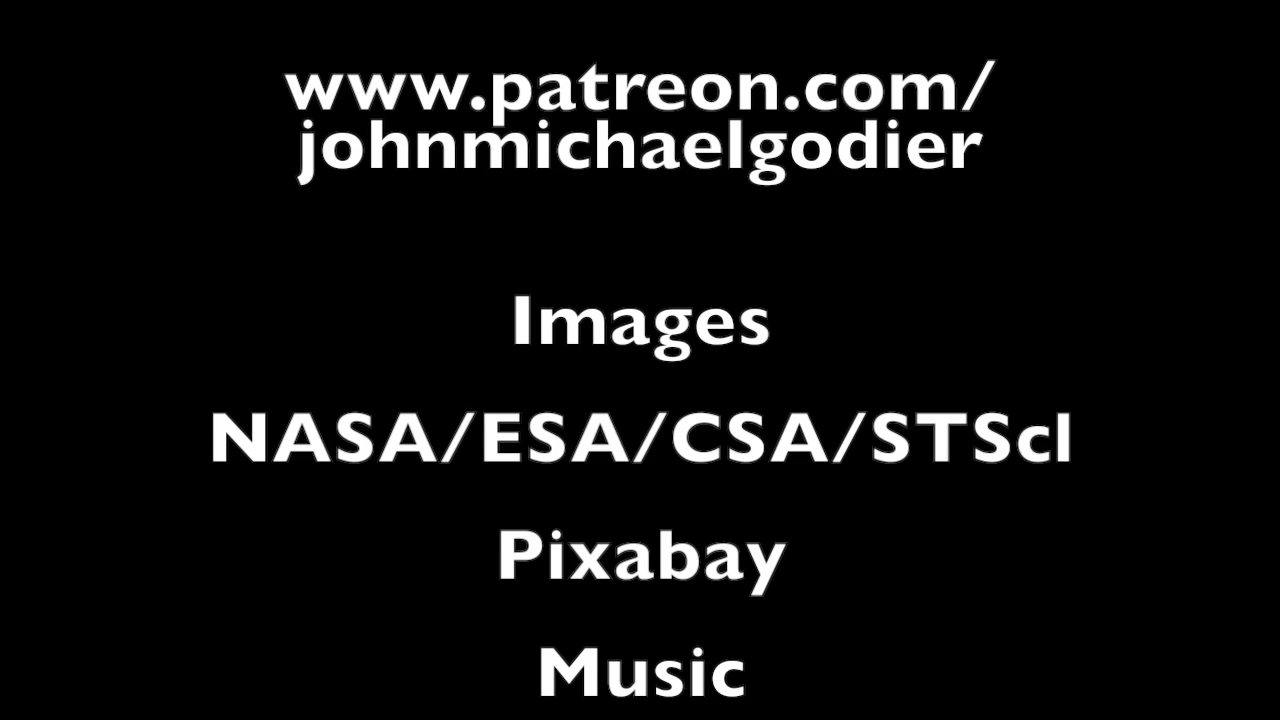 www.patreon.com/
johnmichaelgodier
Images
NASA/ESA/CSA/STScI
Pixabay
Music